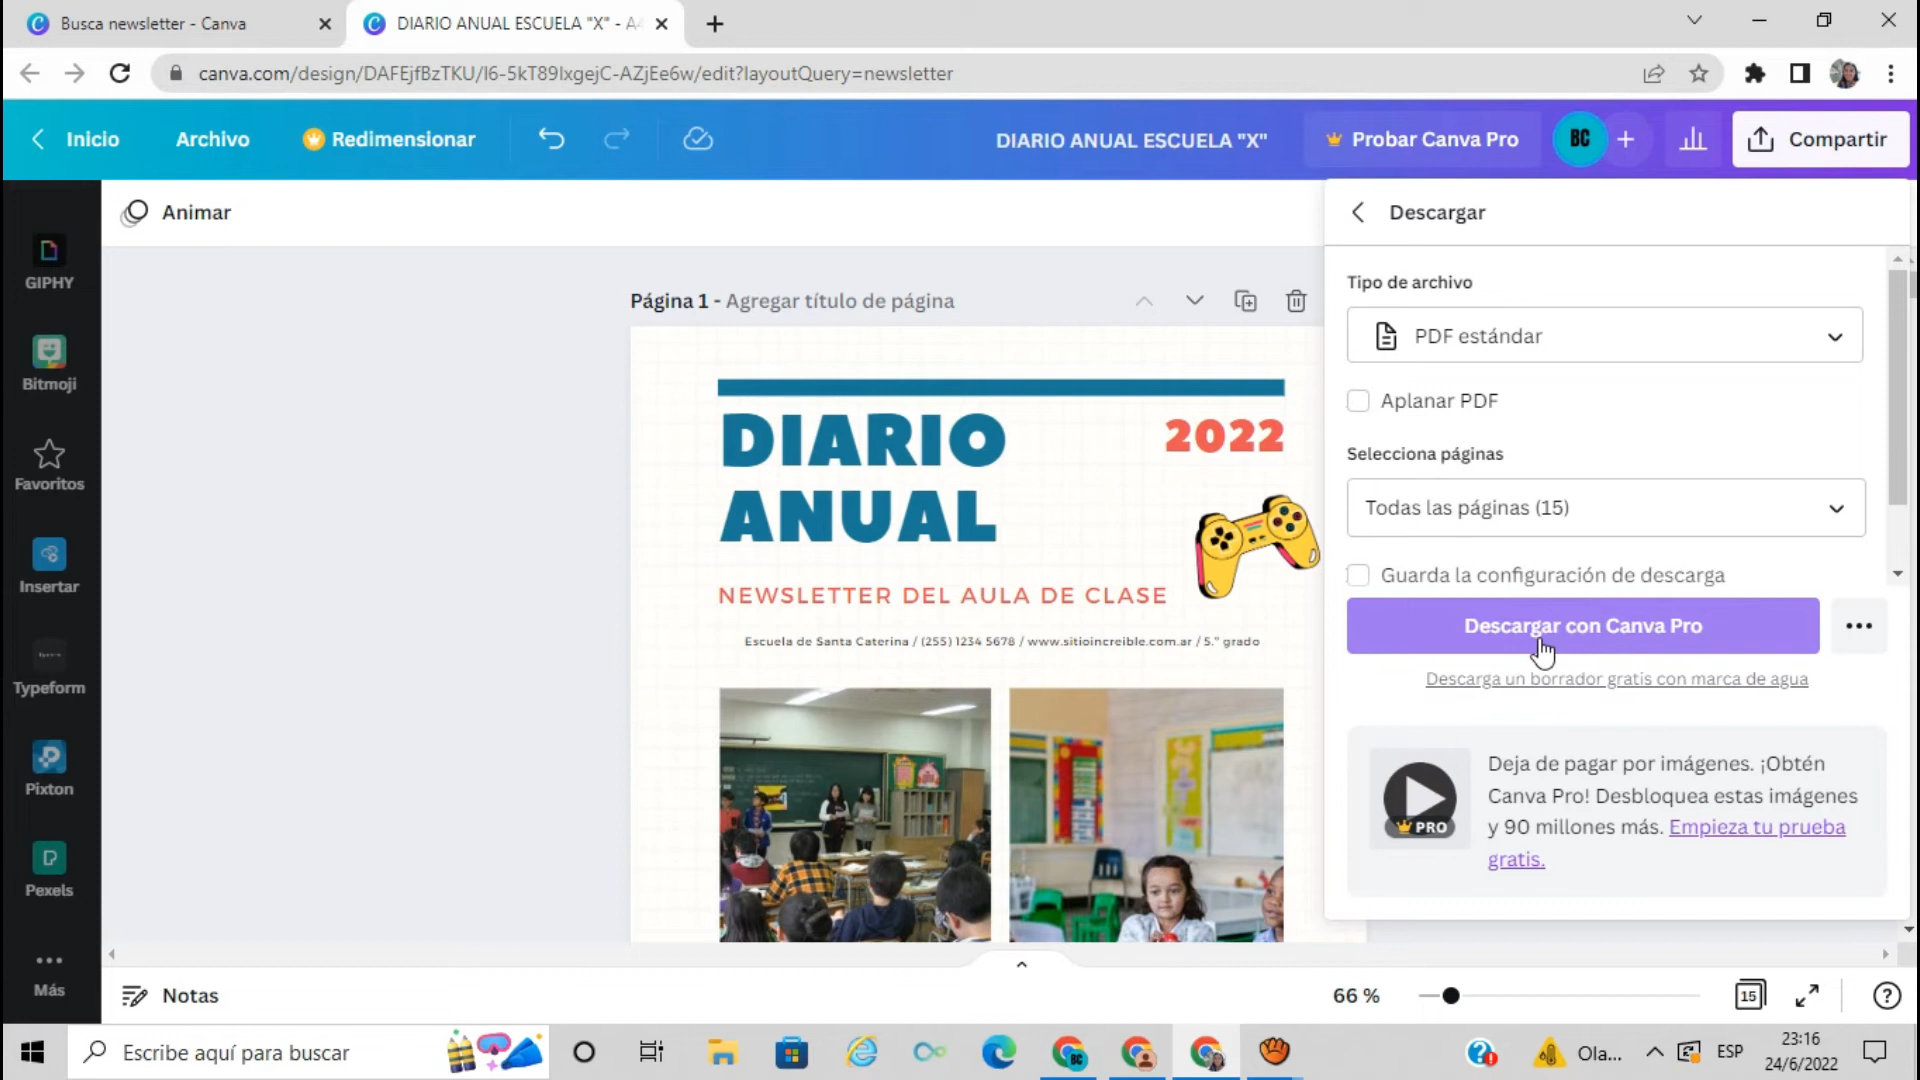 Busca newsletter - Canva
DIARIO ANUAL ESCUELA "X" - A4
canva.com/design/DAFEjfBzTKU/I6-5kT89lxgejC-AZjEe6w/edit?layoutQuery=newsletter
Inicio
Archivo
Redimensionar
DIARIO ANUAL ESCUELA "X"
Probar Canva Pro
BC
Compartir
Animar
Descargar
GIPHY
Bitmoji
Favoritos
Insertar
Typeform
Pixton
Pexels
Más
Página 1 - Agregar título de página
DIARIO
ANUAL
2022
NEWSLETTER DEL AULA DE CLASE
Escuela de Santa Caterina / (255) 1234 5678 / www.sitioincreible.com.ar / 5.° grado
Tipo de archivo
PDF estándar
Aplanar PDF
Selecciona páginas
Todas las páginas (15)
Guarda la configuración de descarga
Descargar con Canva Pro
Descarga un borrador gratis con marca de agua
PRO
Deja de pagar por imágenes. ¡Obtén
Canva Pro! Desbloquea estas imágenes
y 90 millones más. Empieza tu prueba
gratis.
Notas
66 %
15
Escribe aquí para buscar
Ola...
ESP
23:16
24/6/2022